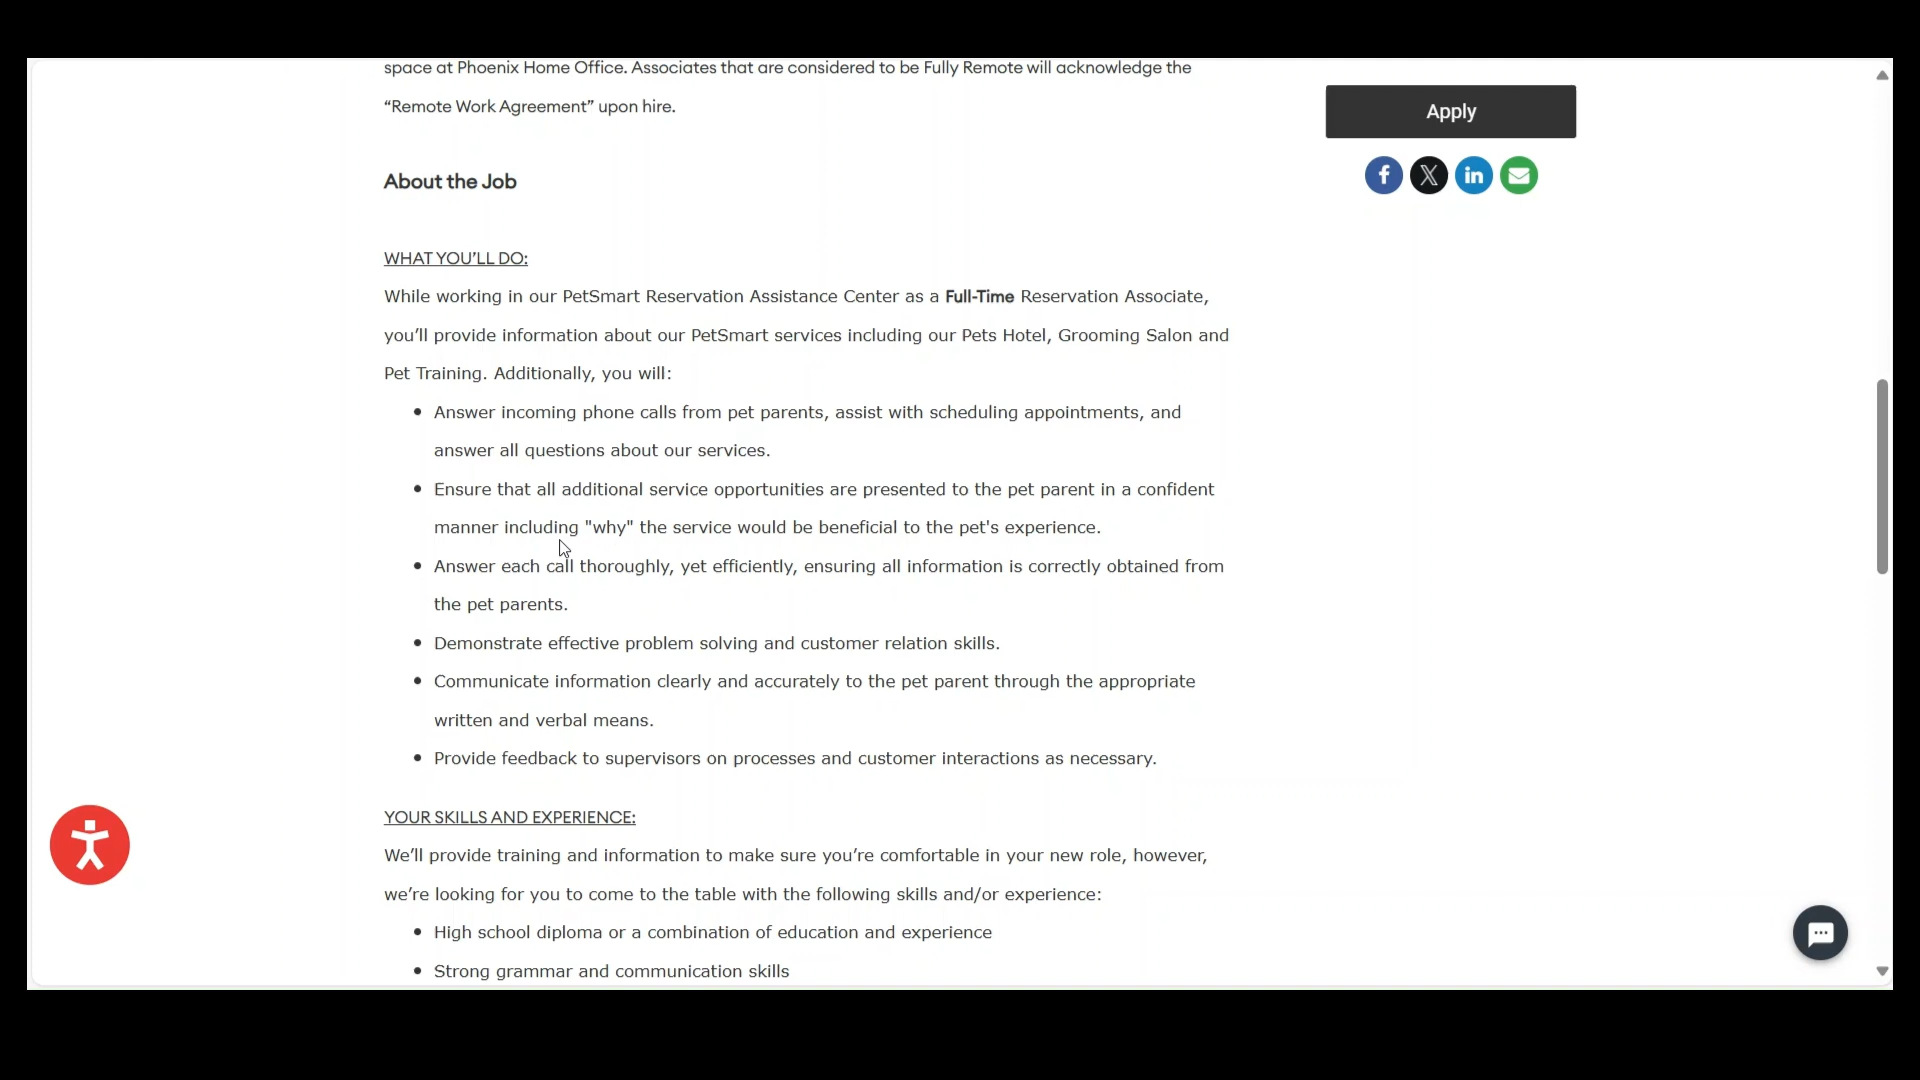 space at Phoenix Home Office. Associates that are considered to be Fully Remote will acknowledge the
“Remote Work Agreement” upon hire.
Apply
About the Job
WHAT YOU’LL DO:
While working in our PetSmart Reservation Assistance Center as a Full-Time Reservation Associate,
you’ll provide information about our PetSmart services including our Pets Hotel, Grooming Salon and
Pet Training. Additionally, you will:
• Answer incoming phone calls from pet parents, assist with scheduling appointments, and
answer all questions about our services.
• Ensure that all additional service opportunities are presented to the pet parent in a confident
manner including "why" the service would be beneficial to the pet's experience.
• Answer each call thoroughly, yet efficiently, ensuring all information is correctly obtained from
the pet parents.
• Demonstrate effective problem solving and customer relation skills.
• Communicate information clearly and accurately to the pet parent through the appropriate
written and verbal means.
• Provide feedback to supervisors on processes and customer interactions as necessary.
YOUR SKILLS AND EXPERIENCE:
We’ll provide training and information to make sure you’re comfortable in your new role, however,
we’re looking for you to come to the table with the following skills and/or experience:
• High school diploma or a combination of education and experience
• Strong grammar and communication skills